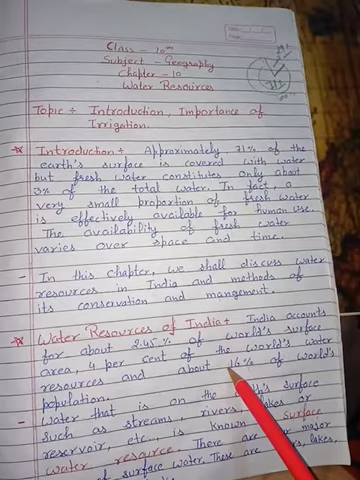 Class - 10th
Subject - Geography
Chapter - 10
Water Resources
Topic ÷ Introduction, Importance of
Irrigation.
Introduction ÷ Approximately 71% of the
earth's surface is covered with water
but fresh water constitutes only about
3% of the total water. In fact, a
very small proportion of fresh water
is effectively available for human use.
The availability of fresh water
varies over space and time.
- In this chapter, we shall discuss water
resources in India and methods of
its conservation and mangement.
Water Resources of India ÷ India accounts
for about 2.45% of world's surface
area, 4 per cent of the world's water
resources and about 16% of world's
population.
- Water that is on the earth's surface
such as streams, rivers, lakes or
reservoir, etc., is known surface
water resource. There are major
of surface water. These are lakes,